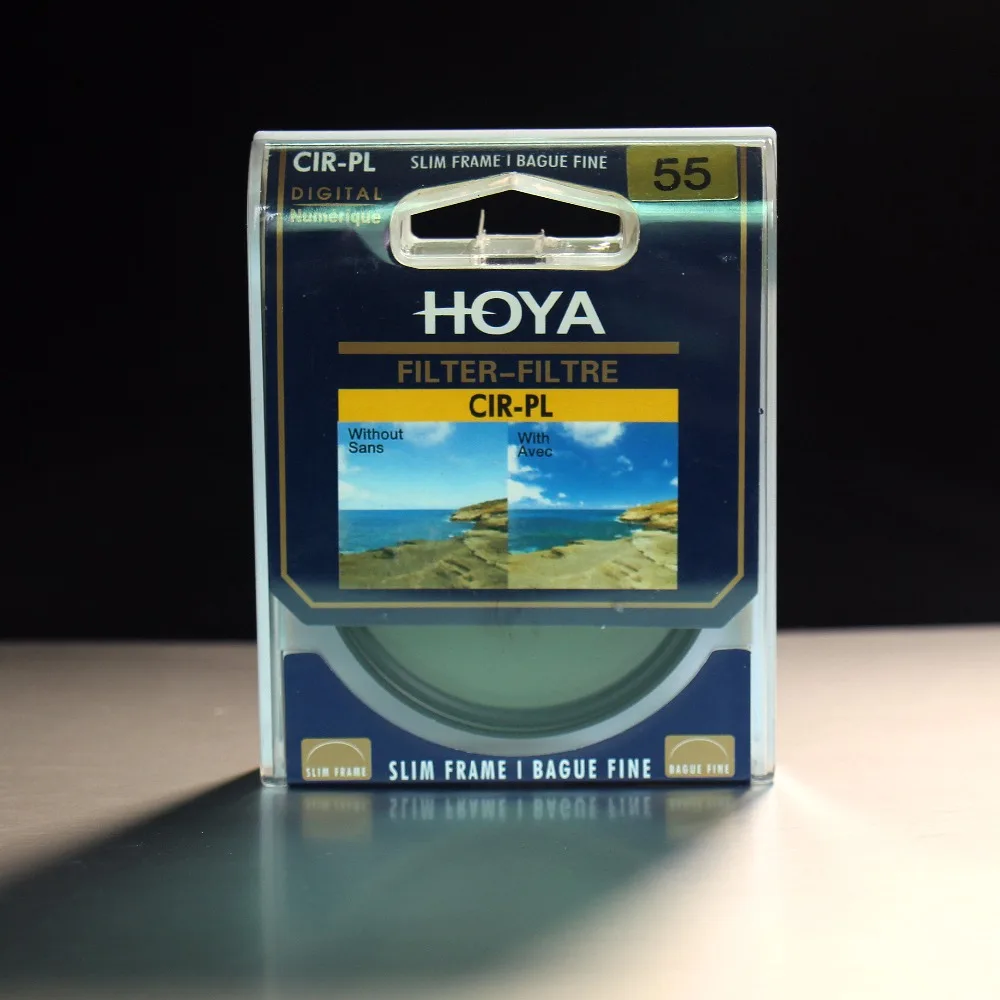 CIR-PL
SLIM FRAME I BAGUE FINE
55
DIGITAL
Numérique
HOYA
FILTER-FILTRE
CIR-PL
Without
Sans
With
Avec
SLIM FRAME
SLIM FRAME I BAGUE FINE
BAGUE FINE